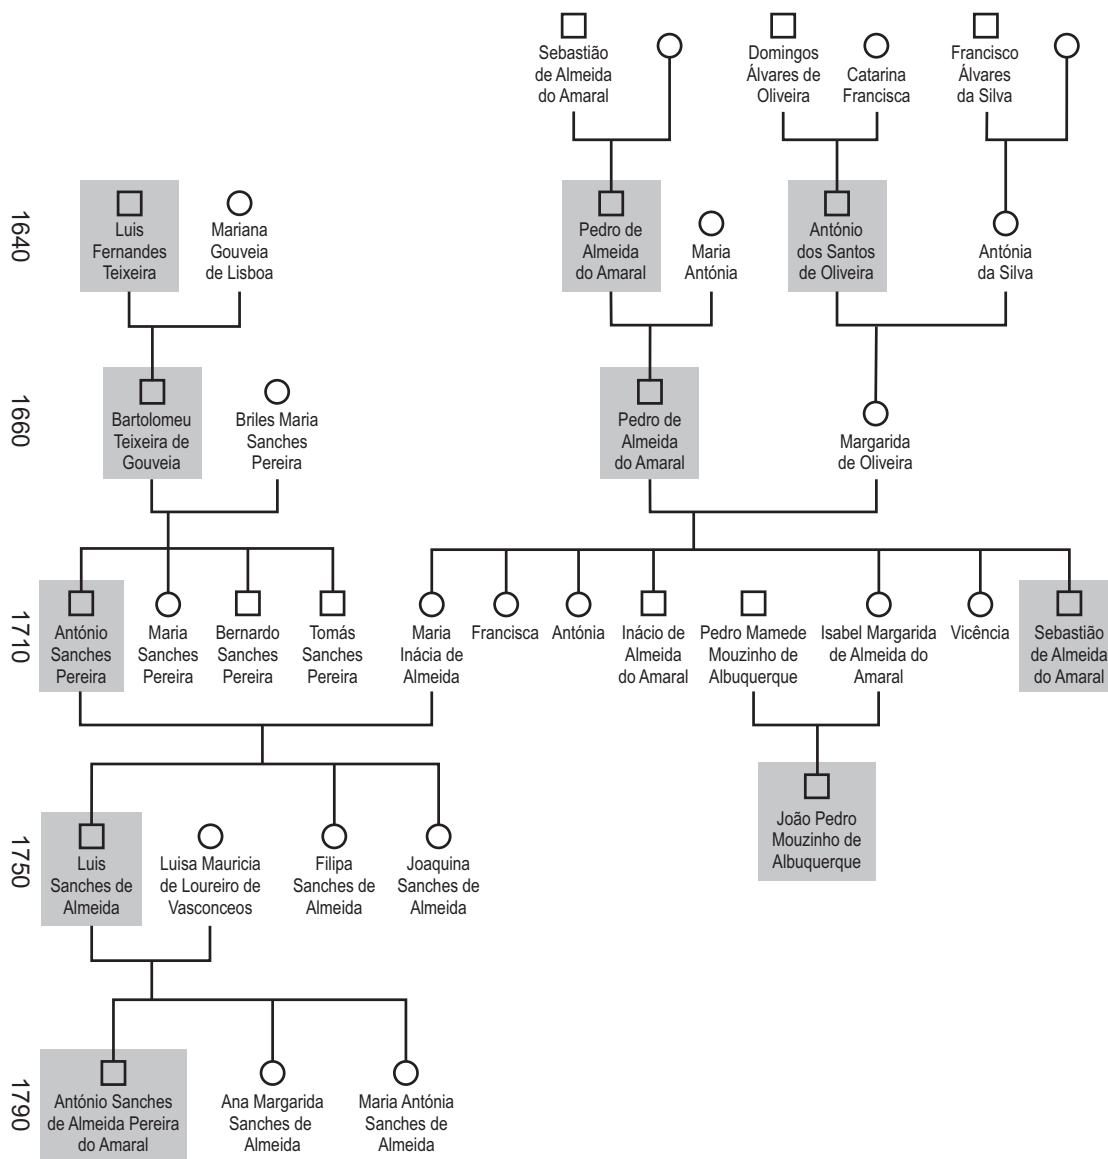 Sebastião
de Almeida
do Amaral
Domingos
Álvares de
Oliveira
Catarina
Francisca
Francisco
Álvares
da Silva
1640
Luis
Fernandes
Teixeira
Mariana
Gouveia
de Lisboa
Pedro de
Almeida
do Amaral
Maria
Antónia
António
dos Santos
de Oliveira
Antónia
da Silva
1660
Bartolomeu
Teixeira de
Gouveia
Briles Maria
Sanches
Pereira
Pedro de
Almeida
do Amaral
Margarida
de Oliveira
1710
António
Sanches
Pereira
Maria
Sanches
Pereira
Bernardo
Sanches
Pereira
Tomás
Sanches
Pereira
Maria
Inácia de
Almeida
Francisca
Antónia
Inácio de
Almeida
do Amaral
Pedro Mamede
Mouzinho de
Albuquerque
Isabel Margarida
de Almeida do
Amaral
Vicência
Sebastião
de Almeida
do Amaral
1750
Luis
Sanches de
Almeida
Luisa Mauricia
de Loureiro de
Vasconceos
Filipa
Sanches de
Almeida
Joaquina
Sanches de
Almeida
João Pedro
Mouzinho de
Albuquerque
1790
António Sanches
de Almeida Pereira
do Amaral
Ana Margarida
Sanches de
Almeida
Maria Antónia
Sanches de
Almeida